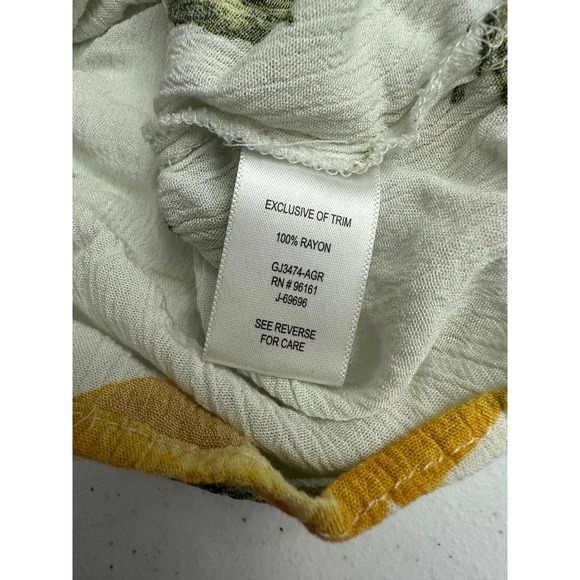 EXCLUSIVE OF TRIM
100% RAYON
GJ3474-AGR
RN # 96161
J-69696
SEE REVERSE
FOR CARE